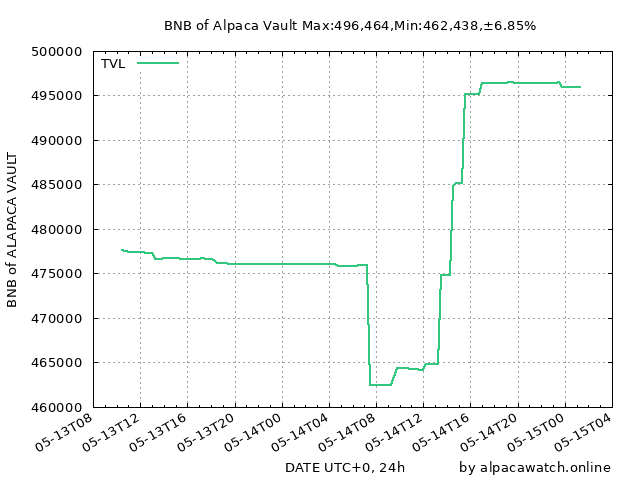 BNB of Alpaca Vault Max:496,464,Min:462,438,±6.85%
TVL
BNB of ALAPACA VAULT
500000
495000
490000
485000
480000
475000
470000
465000
460000
05-13T08
05-13T12
05-13T16
05-13T20
05-14T00
05-14T04
05-14T08
05-14T12
05-14T16
05-14T20
05-15T00
05-15T04
DATE UTC+0, 24h
by alpacawatch.online